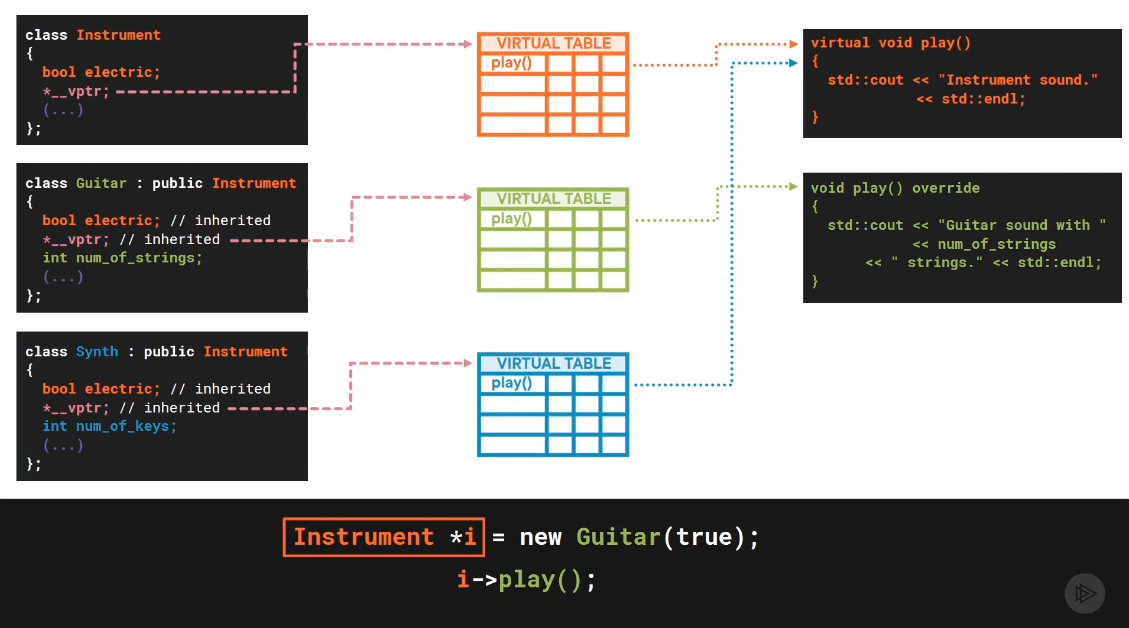 class Instrument
{
bool electric;
*__vptr;
(...)
};
VIRTUAL TABLE
play()
virtual void play()
{
std::cout << "Instrument sound."
<< std::endl;
}
class Guitar : public Instrument
{
bool electric; // inherited
*__vptr; // inherited
int num_of_strings;
(...)
};
VIRTUAL TABLE
play()
void play() override
{
std::cout << "Guitar sound with "
<< num_of_strings
<< " strings." << std::endl;
}
class Synth : public Instrument
{
bool electric; // inherited
*__vptr; // inherited
int num_of_keys;
(...)
};
VIRTUAL TABLE
play()
Instrument *i = new Guitar(true);
i->play();